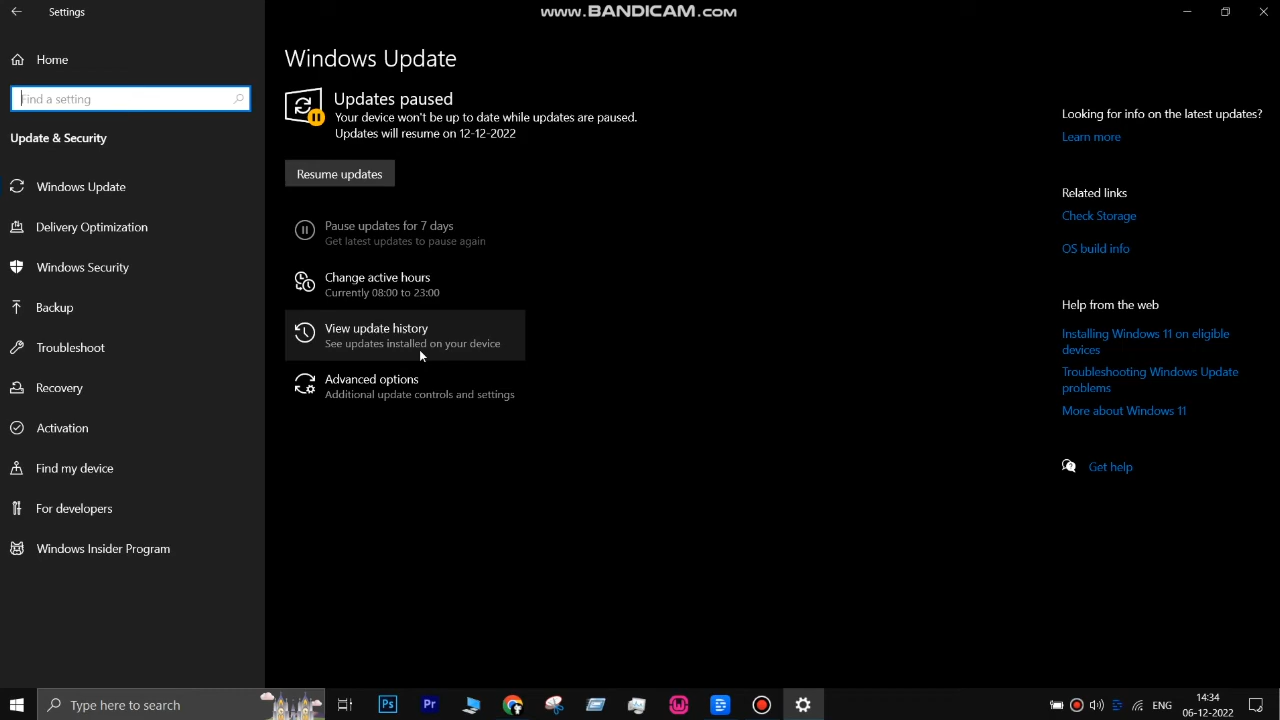 Settings
www.BANDICAM.com
Home
Find a setting
Update & Security
Windows Update
Delivery Optimization
Windows Security
Backup
Troubleshoot
Recovery
Activation
Find my device
For developers
Windows Insider Program
Windows Update
Updates paused
Your device won't be up to date while updates are paused.
Updates will resume on 12-12-2022
Resume updates
Pause updates for 7 days
Get latest updates to pause again
Change active hours
Currently 08:00 to 23:00
View update history
See updates installed on your device
Advanced options
Additional update controls and settings
Looking for info on the latest updates?
Learn more
Related links
Check Storage
OS build info
Help from the web
Installing Windows 11 on eligible
devices
Troubleshooting Windows Update
problems
More about Windows 11
Get help
Type here to search
Ps
Pr
ENG
14:34
06-12-2022